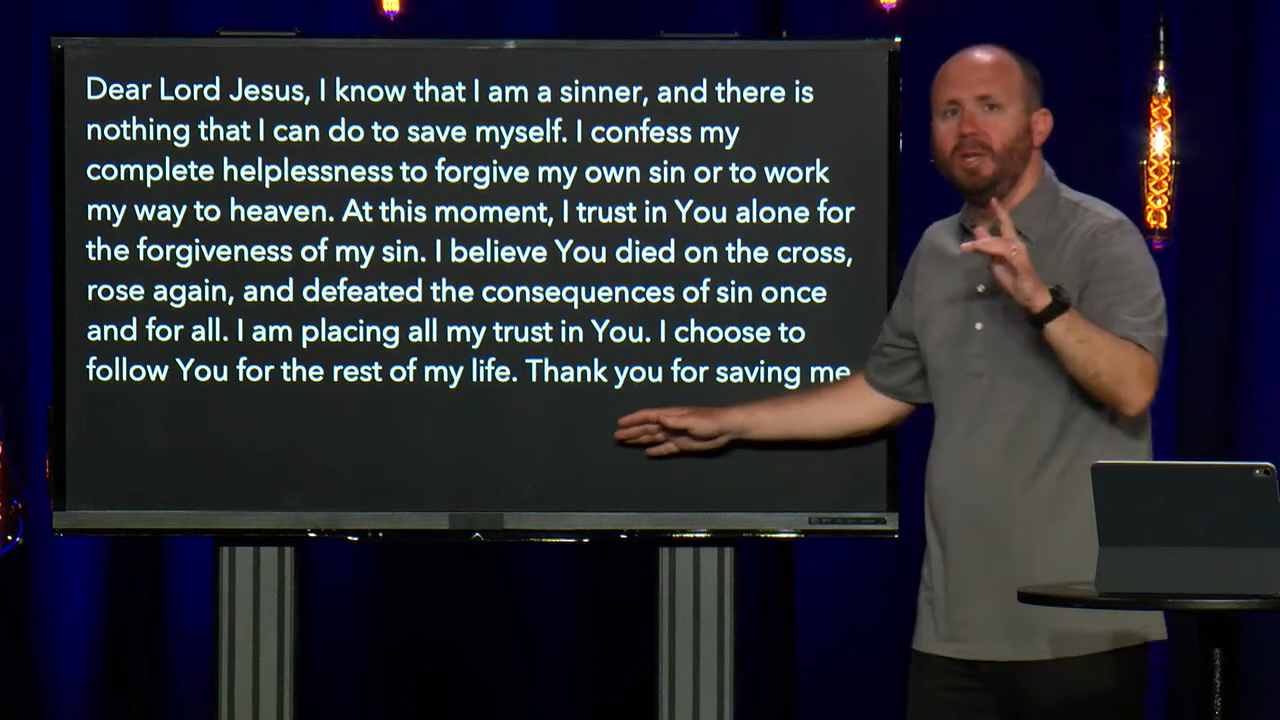 Dear Lord Jesus, I know that I am a sinner, and there is
nothing that I can do to save myself. I confess my
complete helplessness to forgive my own sin or to work
my way to heaven. At this moment, I trust in You alone for
the forgiveness of my sin. I believe You died on the cross,
rose again, and defeated the consequences of sin once
and for all. I am placing all my trust in You. I choose to
follow You for the rest of my life. Thank you for saving me